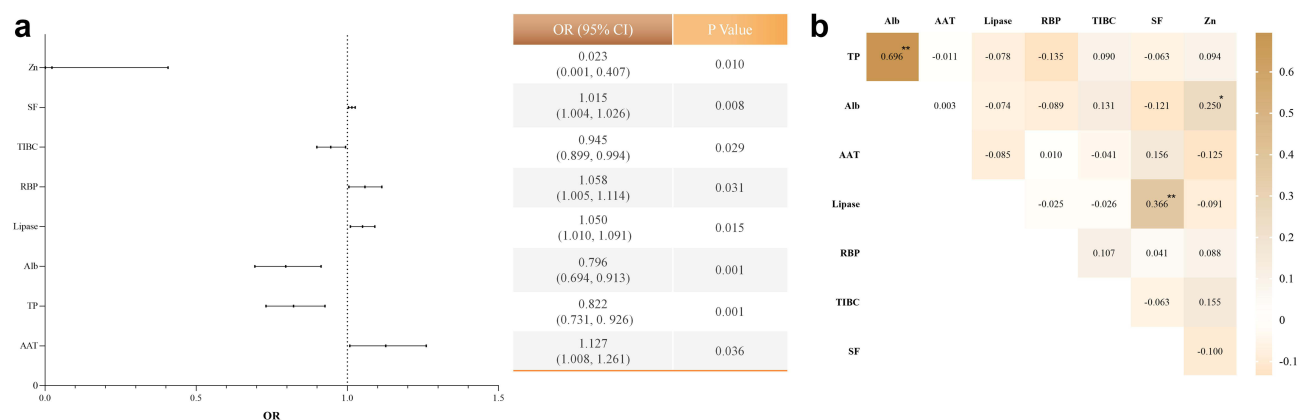 a
OR (95% CI) P Value
Zn
0.023
(0.001, 0.407)
0.010
SF
1.015
(1.004, 1.026)
0.008
TIBC
0.945
(0.899, 0.994)
0.029
RBP
1.058
(1.005, 1.114)
0.031
Lipase
1.050
(1.010, 1.091)
0.015
Alb
0.796
(0.694, 0.913)
0.001
TP
0.822
(0.731, 0. 926)
0.001
AAT
1.127
(1.008, 1.261)
0.036
0
0.0 0.5 1.0 1.5
OR
b
Alb AAT Lipase RBP TIBC SF Zn
TP 0.696** -0.011 -0.078 -0.135 0.090 -0.063 0.094
Alb 0.003 -0.074 -0.089 0.131 -0.121 0.250*
AAT -0.085 0.010 -0.041 0.156 -0.125
Lipase -0.025 -0.026 0.366** -0.091
RBP 0.107 0.041 0.088
TIBC -0.063 0.155
SF -0.100
0.6
0.5
0.4
0.3
0.2
0.1
0
-0.1